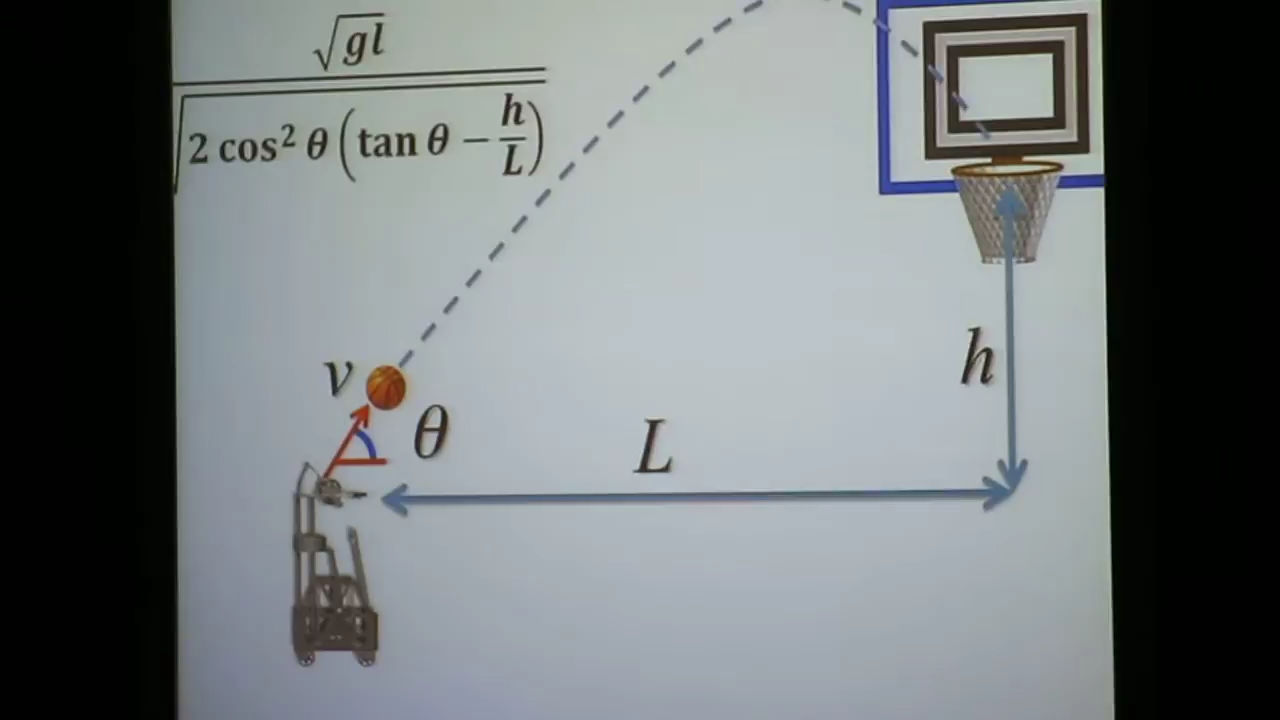 √gl
√2 cos² θ (tan θ − h/L)
v
θ
h
L